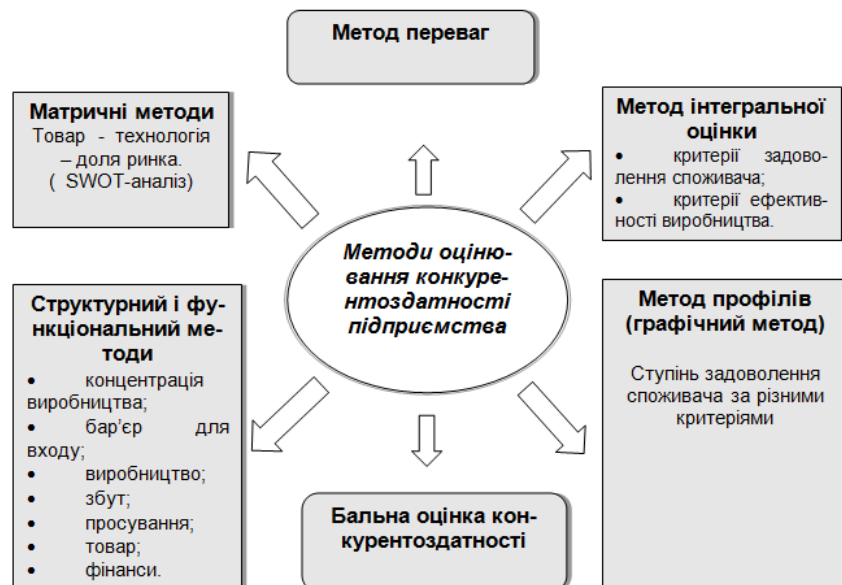 Метод переваг
Матричні методи
Товар - технологія
– доля ринка.
( SWOT-аналіз)
Метод інтегральної
оцінки
• критерії задово-
лення споживача;
• критерії ефектив-
ності виробництва.
Методи оціню-
вання конкуре-
нтоздатності
підприємства
Структурний і фу-
нкціональний ме-
тоди
• концентрація
виробництва;
• бар’єр для
входу;
• виробництво;
• збут;
• просування;
• товар;
• фінанси.
Метод профілів
(графічний метод)
Ступінь задоволення
споживача за різними
критеріями
Бальна оцінка кон-
курентоздатності